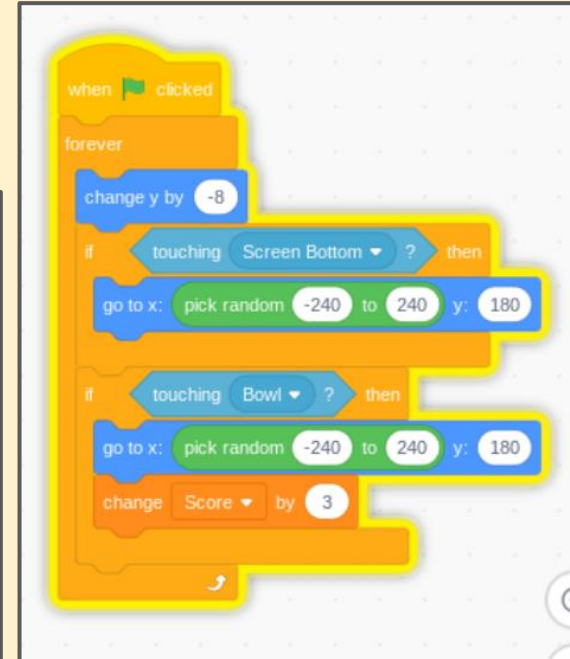 when clicked
forever
change y by -8
if touching Screen Bottom ? then
go to x: pick random -240 to 240 y: 180
if touching Bowl ? then
go to x: pick random -240 to 240 y: 180
change Score by 3